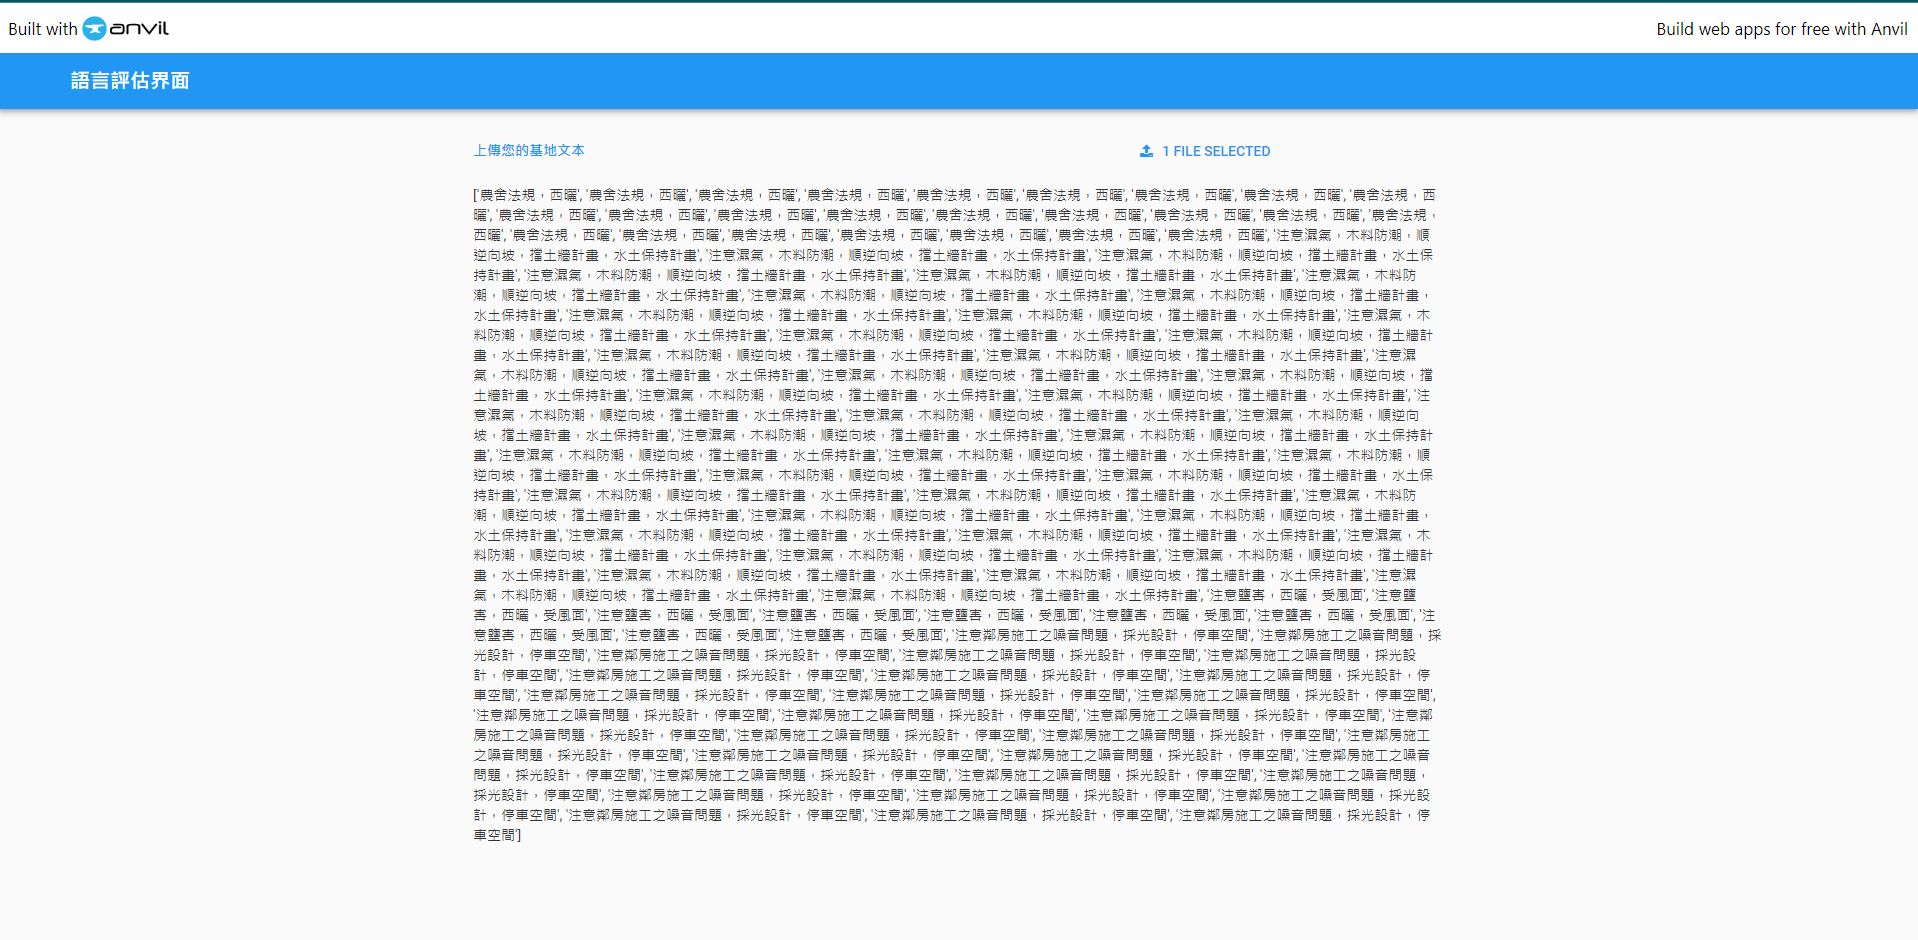 Built with anvil
Build web apps for free with Anvil
語言評估界面
上傳您的基地文本
1 FILE SELECTED
['農舍法規，西曬', '農舍法規，西曬', '農舍法規，西曬', '農舍法規，西曬', '農舍法規，西曬', '農舍法規，西曬', '農舍法規，西曬', '農舍法規，西曬', '農舍法規，西
曬', '農舍法規，西曬', '農舍法規，西曬', '農舍法規，西曬', '農舍法規，西曬', '農舍法規，西曬', '農舍法規，西曬', '農舍法規，西曬', '農舍法規，西曬', '農舍法規，
西曬', '農舍法規，西曬', '農舍法規，西曬', '農舍法規，西曬', '農舍法規，西曬', '農舍法規，西曬', '農舍法規，西曬', '農舍法規，西曬', '注意濕氣，木料防潮，順
逆向坡，擋土牆計畫，水土保持計畫', '注意濕氣，木料防潮，順逆向坡，擋土牆計畫，水土保持計畫', '注意濕氣，木料防潮，順逆向坡，擋土牆計畫，水土保
持計畫', '注意濕氣，木料防潮，順逆向坡，擋土牆計畫，水土保持計畫', '注意濕氣，木料防潮，順逆向坡，擋土牆計畫，水土保持計畫', '注意濕氣，木料防
潮，順逆向坡，擋土牆計畫，水土保持計畫', '注意濕氣，木料防潮，順逆向坡，擋土牆計畫，水土保持計畫', '注意濕氣，木料防潮，順逆向坡，擋土牆計畫，
水土保持計畫', '注意濕氣，木料防潮，順逆向坡，擋土牆計畫，水土保持計畫', '注意濕氣，木料防潮，順逆向坡，擋土牆計畫，水土保持計畫', '注意濕氣，木
料防潮，順逆向坡，擋土牆計畫，水土保持計畫', '注意濕氣，木料防潮，順逆向坡，擋土牆計畫，水土保持計畫', '注意濕氣，木料防潮，順逆向坡，擋土牆計
畫，水土保持計畫', '注意濕氣，木料防潮，順逆向坡，擋土牆計畫，水土保持計畫', '注意濕氣，木料防潮，順逆向坡，擋土牆計畫，水土保持計畫', '注意濕
氣，木料防潮，順逆向坡，擋土牆計畫，水土保持計畫', '注意濕氣，木料防潮，順逆向坡，擋土牆計畫，水土保持計畫', '注意濕氣，木料防潮，順逆向坡，擋
土牆計畫，水土保持計畫', '注意濕氣，木料防潮，順逆向坡，擋土牆計畫，水土保持計畫', '注意濕氣，木料防潮，順逆向坡，擋土牆計畫，水土保持計畫', '注
意濕氣，木料防潮，順逆向坡，擋土牆計畫，水土保持計畫', '注意濕氣，木料防潮，順逆向坡，擋土牆計畫，水土保持計畫', '注意濕氣，木料防潮，順逆向
坡，擋土牆計畫，水土保持計畫', '注意濕氣，木料防潮，順逆向坡，擋土牆計畫，水土保持計畫', '注意濕氣，木料防潮，順逆向坡，擋土牆計畫，水土保持計
畫', '注意濕氣，木料防潮，順逆向坡，擋土牆計畫，水土保持計畫', '注意濕氣，木料防潮，順逆向坡，擋土牆計畫，水土保持計畫', '注意濕氣，木料防潮，順
逆向坡，擋土牆計畫，水土保持計畫', '注意濕氣，木料防潮，順逆向坡，擋土牆計畫，水土保持計畫', '注意濕氣，木料防潮，順逆向坡，擋土牆計畫，水土保
持計畫', '注意濕氣，木料防潮，順逆向坡，擋土牆計畫，水土保持計畫', '注意濕氣，木料防潮，順逆向坡，擋土牆計畫，水土保持計畫', '注意濕氣，木料防
潮，順逆向坡，擋土牆計畫，水土保持計畫', '注意濕氣，木料防潮，順逆向坡，擋土牆計畫，水土保持計畫', '注意濕氣，木料防潮，順逆向坡，擋土牆計畫，
水土保持計畫', '注意濕氣，木料防潮，順逆向坡，擋土牆計畫，水土保持計畫', '注意濕氣，木料防潮，順逆向坡，擋土牆計畫，水土保持計畫', '注意濕氣，木
料防潮，順逆向坡，擋土牆計畫，水土保持計畫', '注意濕氣，木料防潮，順逆向坡，擋土牆計畫，水土保持計畫', '注意濕氣，木料防潮，順逆向坡，擋土牆計
畫，水土保持計畫', '注意濕氣，木料防潮，順逆向坡，擋土牆計畫，水土保持計畫', '注意濕氣，木料防潮，順逆向坡，擋土牆計畫，水土保持計畫', '注意濕
氣，木料防潮，順逆向坡，擋土牆計畫，水土保持計畫', '注意濕氣，木料防潮，順逆向坡，擋土牆計畫，水土保持計畫', '注意鹽害，西曬，受風面', '注意鹽
害，西曬，受風面', '注意鹽害，西曬，受風面', '注意鹽害，西曬，受風面', '注意鹽害，西曬，受風面', '注意鹽害，西曬，受風面', '注意鹽害，西曬，受風面', '注
意鹽害，西曬，受風面', '注意鹽害，西曬，受風面', '注意鹽害，西曬，受風面', '注意鄰房施工之噪音問題，採光設計，停車空間', '注意鄰房施工之噪音問題，採
光設計，停車空間', '注意鄰房施工之噪音問題，採光設計，停車空間', '注意鄰房施工之噪音問題，採光設計，停車空間', '注意鄰房施工之噪音問題，採光設
計，停車空間', '注意鄰房施工之噪音問題，採光設計，停車空間', '注意鄰房施工之噪音問題，採光設計，停車空間', '注意鄰房施工之噪音問題，採光設計，停
車空間', '注意鄰房施工之噪音問題，採光設計，停車空間', '注意鄰房施工之噪音問題，採光設計，停車空間', '注意鄰房施工之噪音問題，採光設計，停車空間',
'注意鄰房施工之噪音問題，採光設計，停車空間', '注意鄰房施工之噪音問題，採光設計，停車空間', '注意鄰房施工之噪音問題，採光設計，停車空間', '注意鄰
房施工之噪音問題，採光設計，停車空間', '注意鄰房施工之噪音問題，採光設計，停車空間', '注意鄰房施工之噪音問題，採光設計，停車空間', '注意鄰房施工
之噪音問題，採光設計，停車空間', '注意鄰房施工之噪音問題，採光設計，停車空間', '注意鄰房施工之噪音問題，採光設計，停車空間', '注意鄰房施工之噪音
問題，採光設計，停車空間', '注意鄰房施工之噪音問題，採光設計，停車空間', '注意鄰房施工之噪音問題，採光設計，停車空間', '注意鄰房施工之噪音問題，
採光設計，停車空間', '注意鄰房施工之噪音問題，採光設計，停車空間', '注意鄰房施工之噪音問題，採光設計，停車空間', '注意鄰房施工之噪音問題，採光設
計，停車空間', '注意鄰房施工之噪音問題，採光設計，停車空間', '注意鄰房施工之噪音問題，採光設計，停車空間', '注意鄰房施工之噪音問題，採光設計，停
車空間']